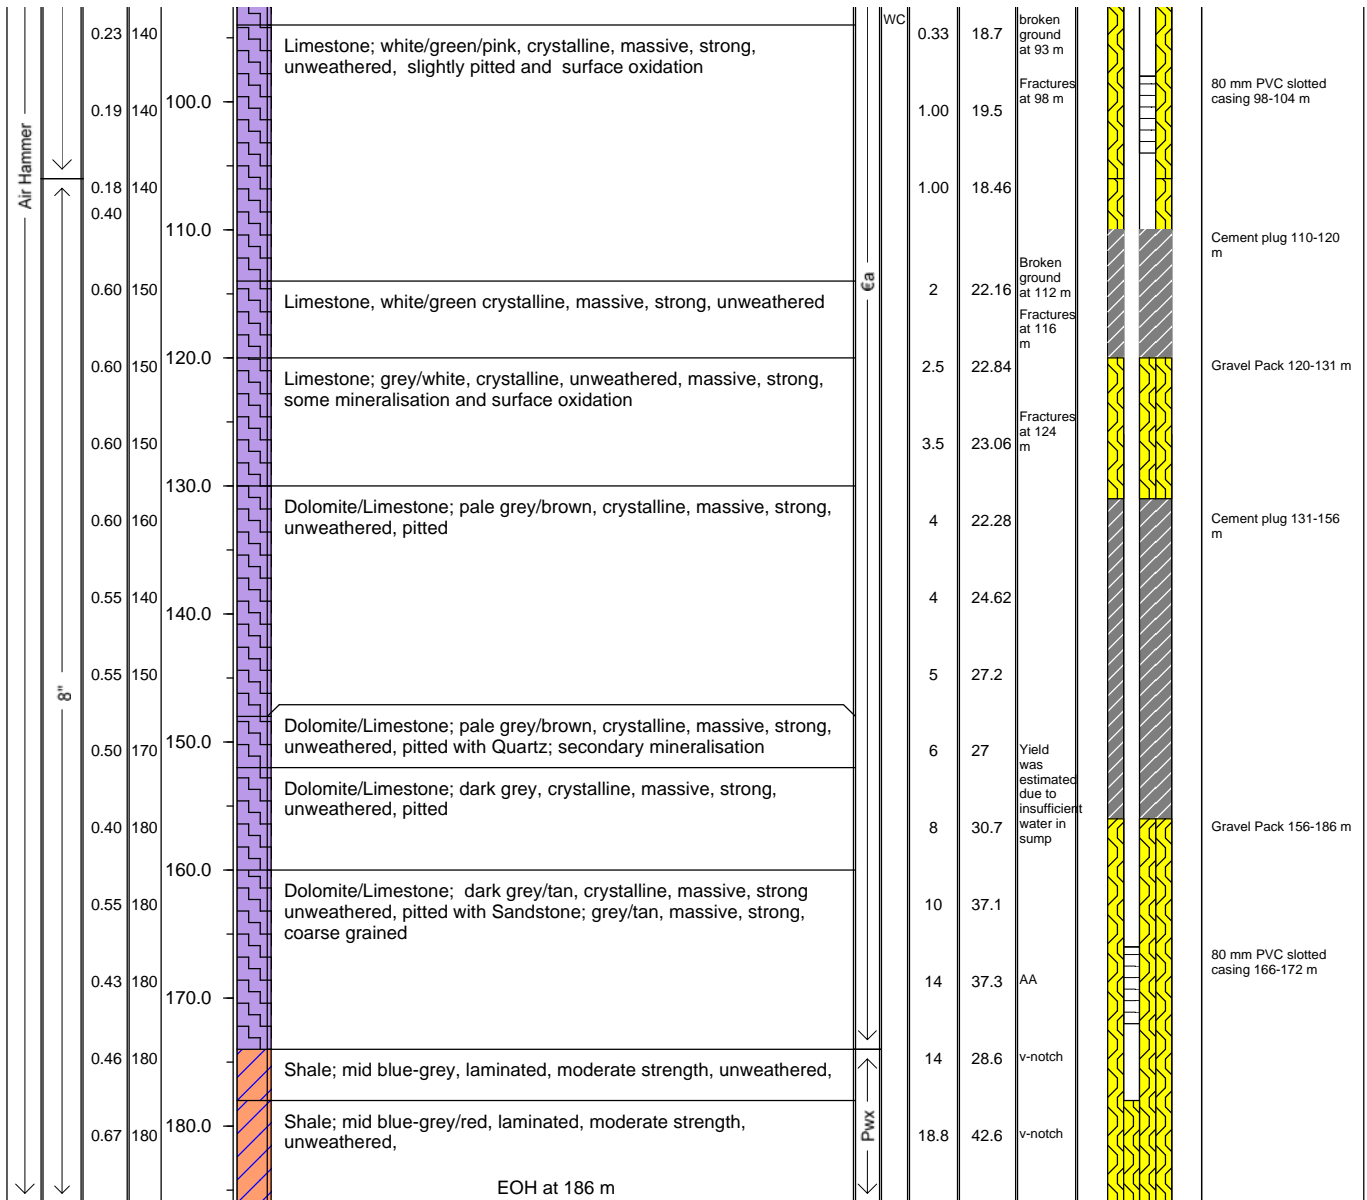 WC
broken
ground
at 93 m
0.23 140
0.33 18.7
Limestone; white/green/pink, crystalline, massive, strong,
unweathered, slightly pitted and surface oxidation
Fractures
at 98 m
80 mm PVC slotted
casing 98-104 m
100.0
0.19 140
1.00 19.5
Air Hammer
0.18 140
1.00 18.46
0.40
110.0
Cement plug 110-120
m
Broken
ground
at 112 m
Єa
0.60 150
Limestone, white/green crystalline, massive, strong, unweathered
2 22.16
Fractures
at 116
m
120.0
0.60 150
2.5 22.84
Gravel Pack 120-131 m
Limestone; grey/white, crystalline, unweathered, massive, strong,
some mineralisation and surface oxidation
Fractures
at 124
m
0.60 150
3.5 23.06
130.0
Dolomite/Limestone; pale grey/brown, crystalline, massive, strong,
unweathered, pitted
0.60 160
4 22.28
Cement plug 131-156
m
0.55 140
4 24.62
140.0
0.55 150
5 27.2
8"
Dolomite/Limestone; pale grey/brown, crystalline, massive, strong,
unweathered, pitted with Quartz; secondary mineralisation
150.0
0.50 170
6 27
Yield
was
estimated
due to
insufficient
water in
sump
Dolomite/Limestone; dark grey, crystalline, massive, strong,
unweathered, pitted
0.40 180
8 30.7
Gravel Pack 156-186 m
160.0
Dolomite/Limestone; dark grey/tan, crystalline, massive, strong
unweathered, pitted with Sandstone; grey/tan, massive, strong,
coarse grained
0.55 180
10 37.1
80 mm PVC slotted
casing 166-172 m
0.43 180
14 37.3
AA
170.0
0.46 180
14 28.6
v-notch
Shale; mid blue-grey, laminated, moderate strength, unweathered,
Pwx
Shale; mid blue-grey/red, laminated, moderate strength,
unweathered,
180.0
0.67 180
18.8 42.6
v-notch
EOH at 186 m